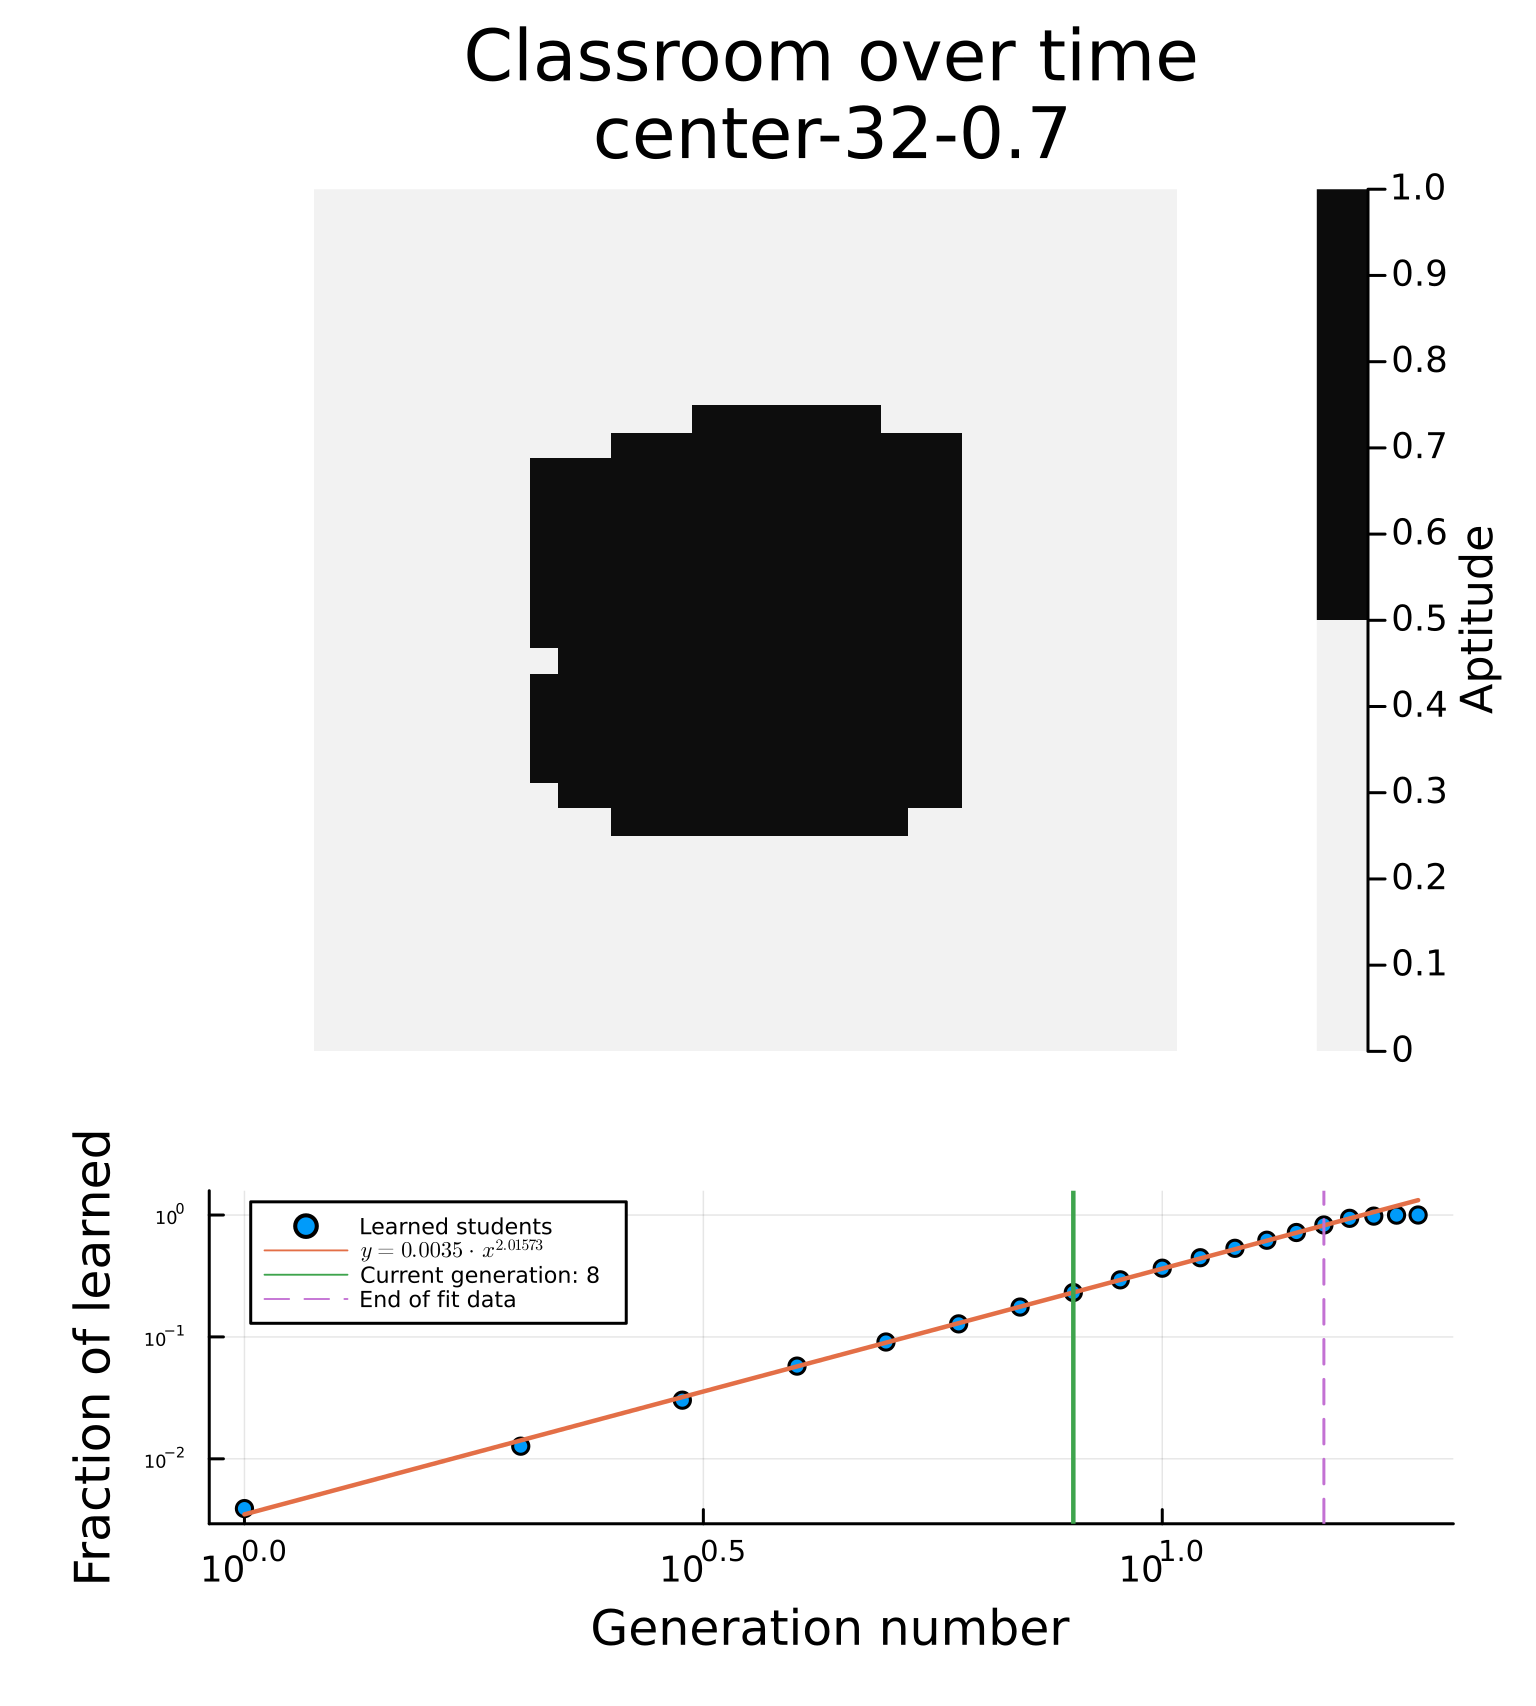 Classroom over time
center-32-0.7
1.0
0.9
0.8
0.7
0.6
0.5
0.4
0.3
0.2
0.1
0
Aptitude
Fraction of learned
10⁰
10⁻¹
10⁻²
Learned students
y = 0.0035 · x^2.01573
Current generation: 8
End of fit data
10^0.0
10^0.5
10^1.0
Generation number